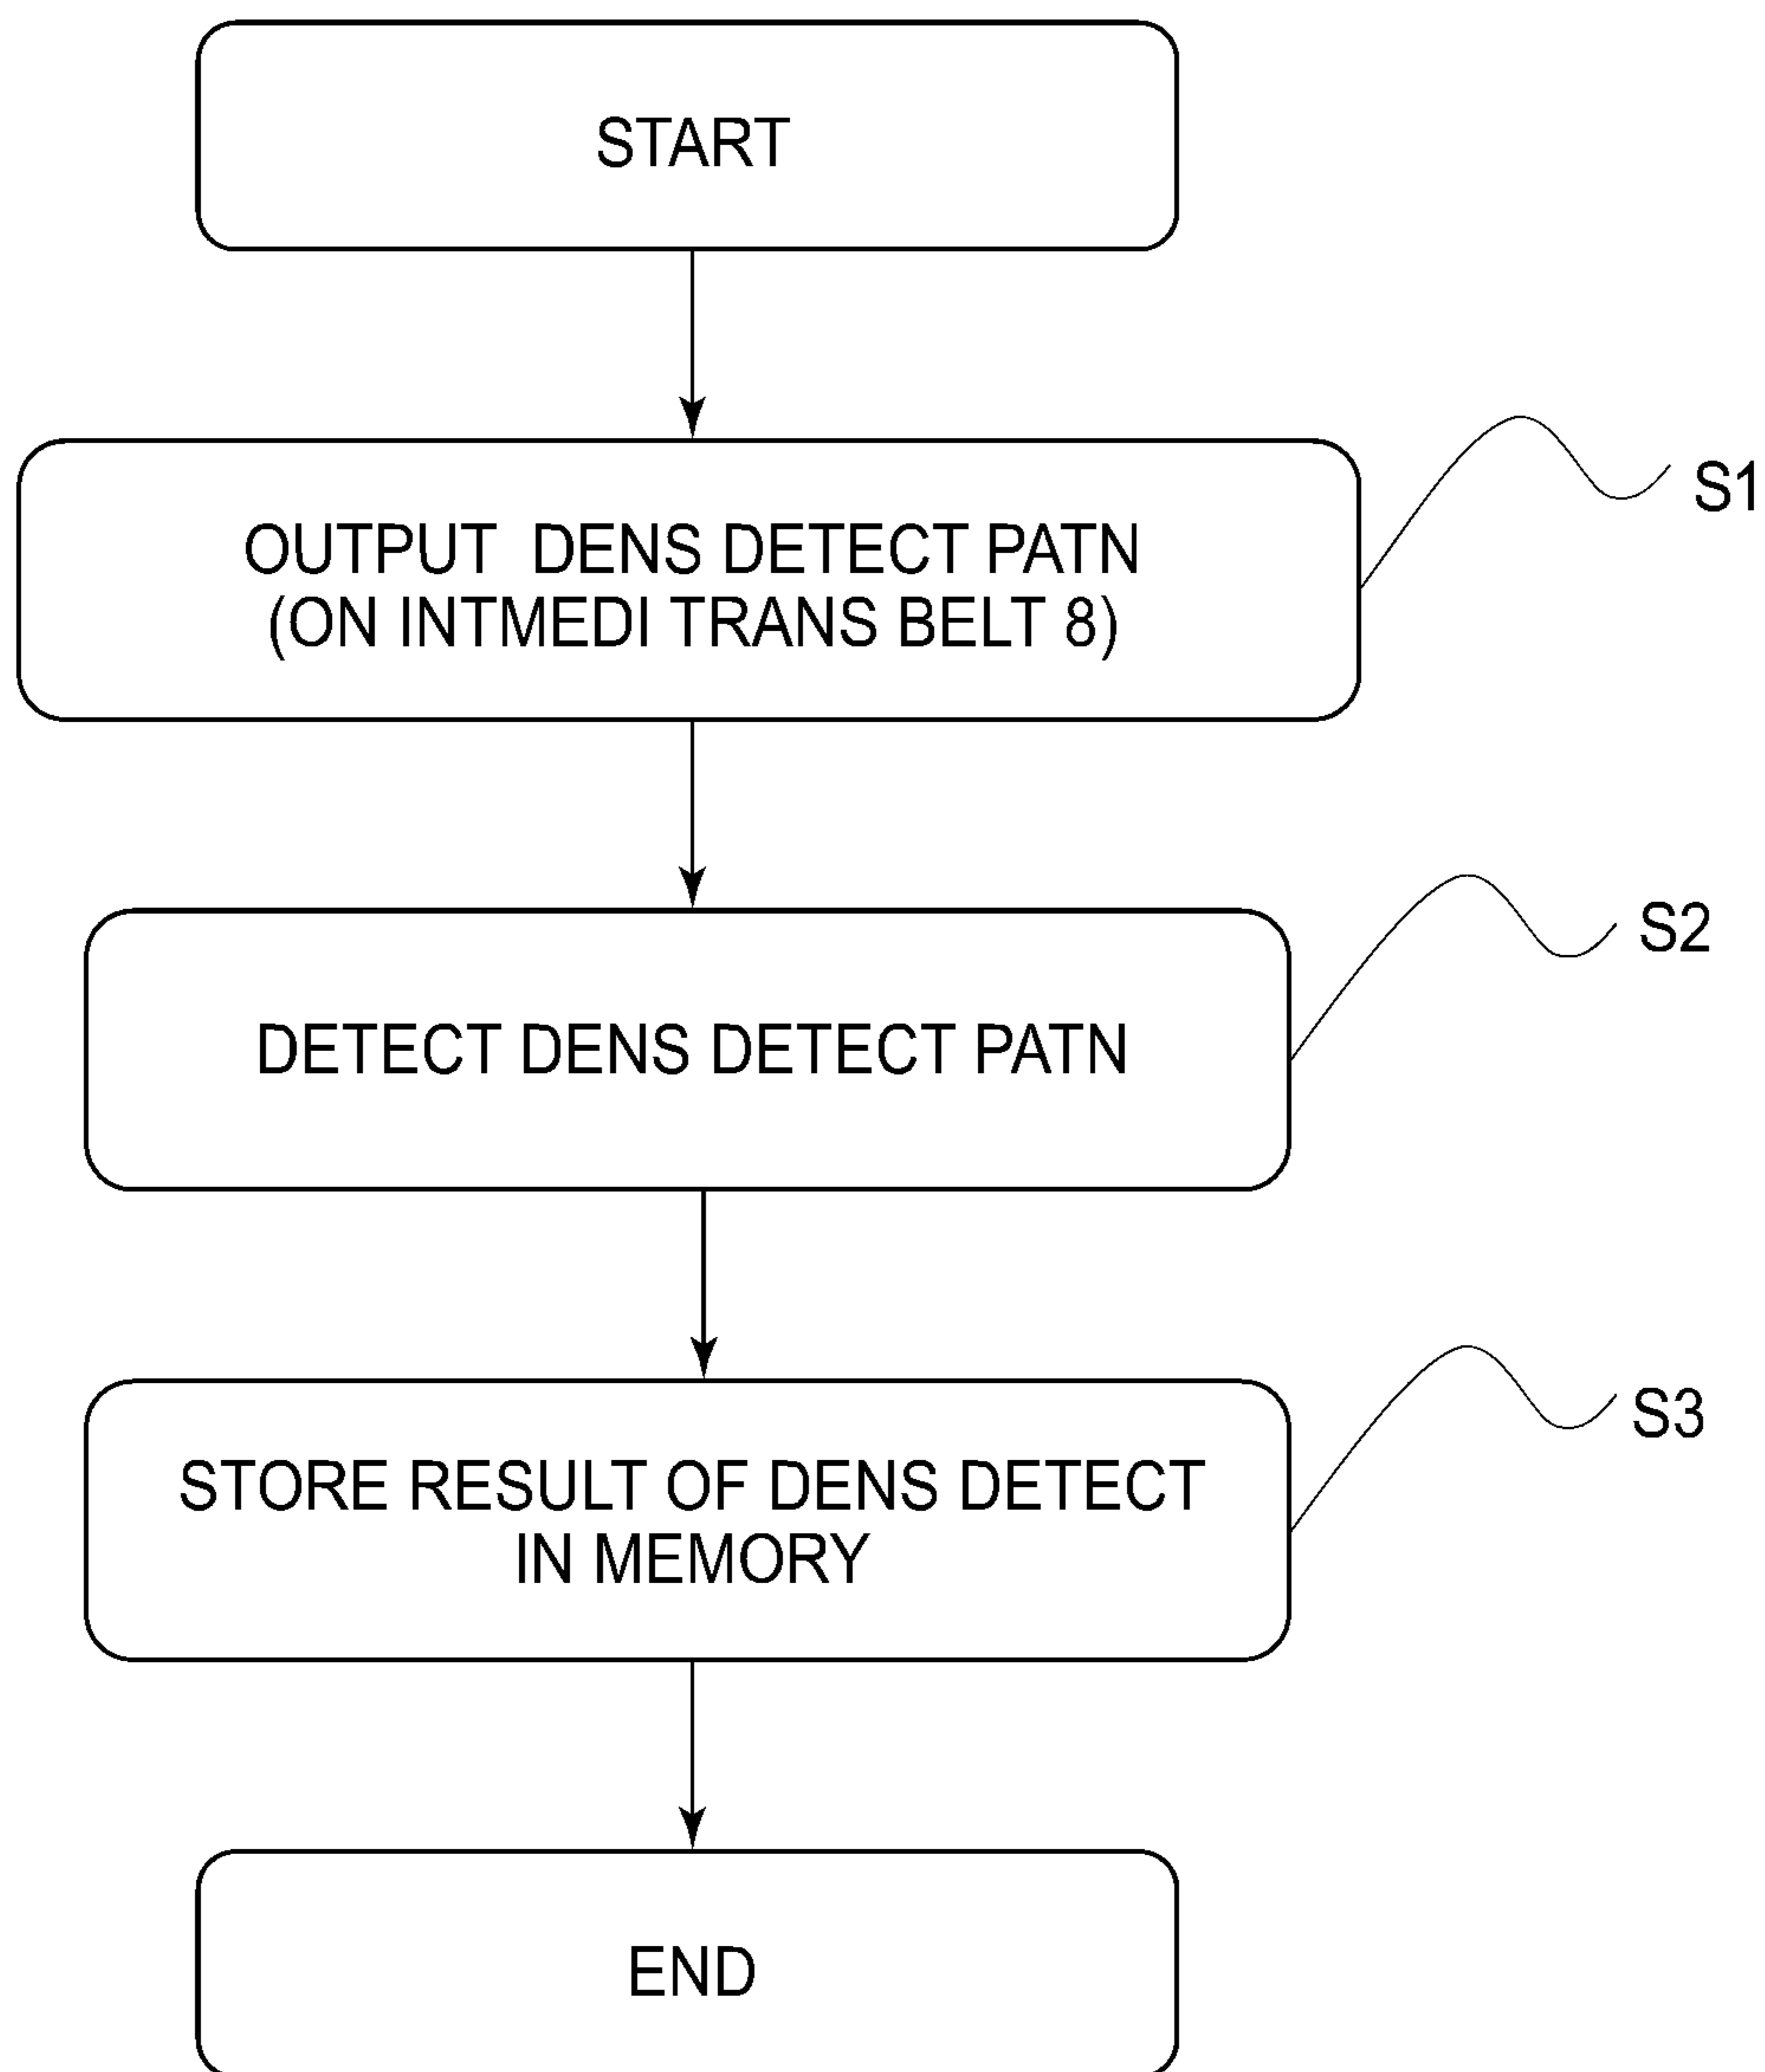 START
S1
OUTPUT DENS DETECT PATN
(ON INTMEDI TRANS BELT 8)
S2
DETECT DENS DETECT PATN
S3
STORE RESULT OF DENS DETECT
IN MEMORY
END